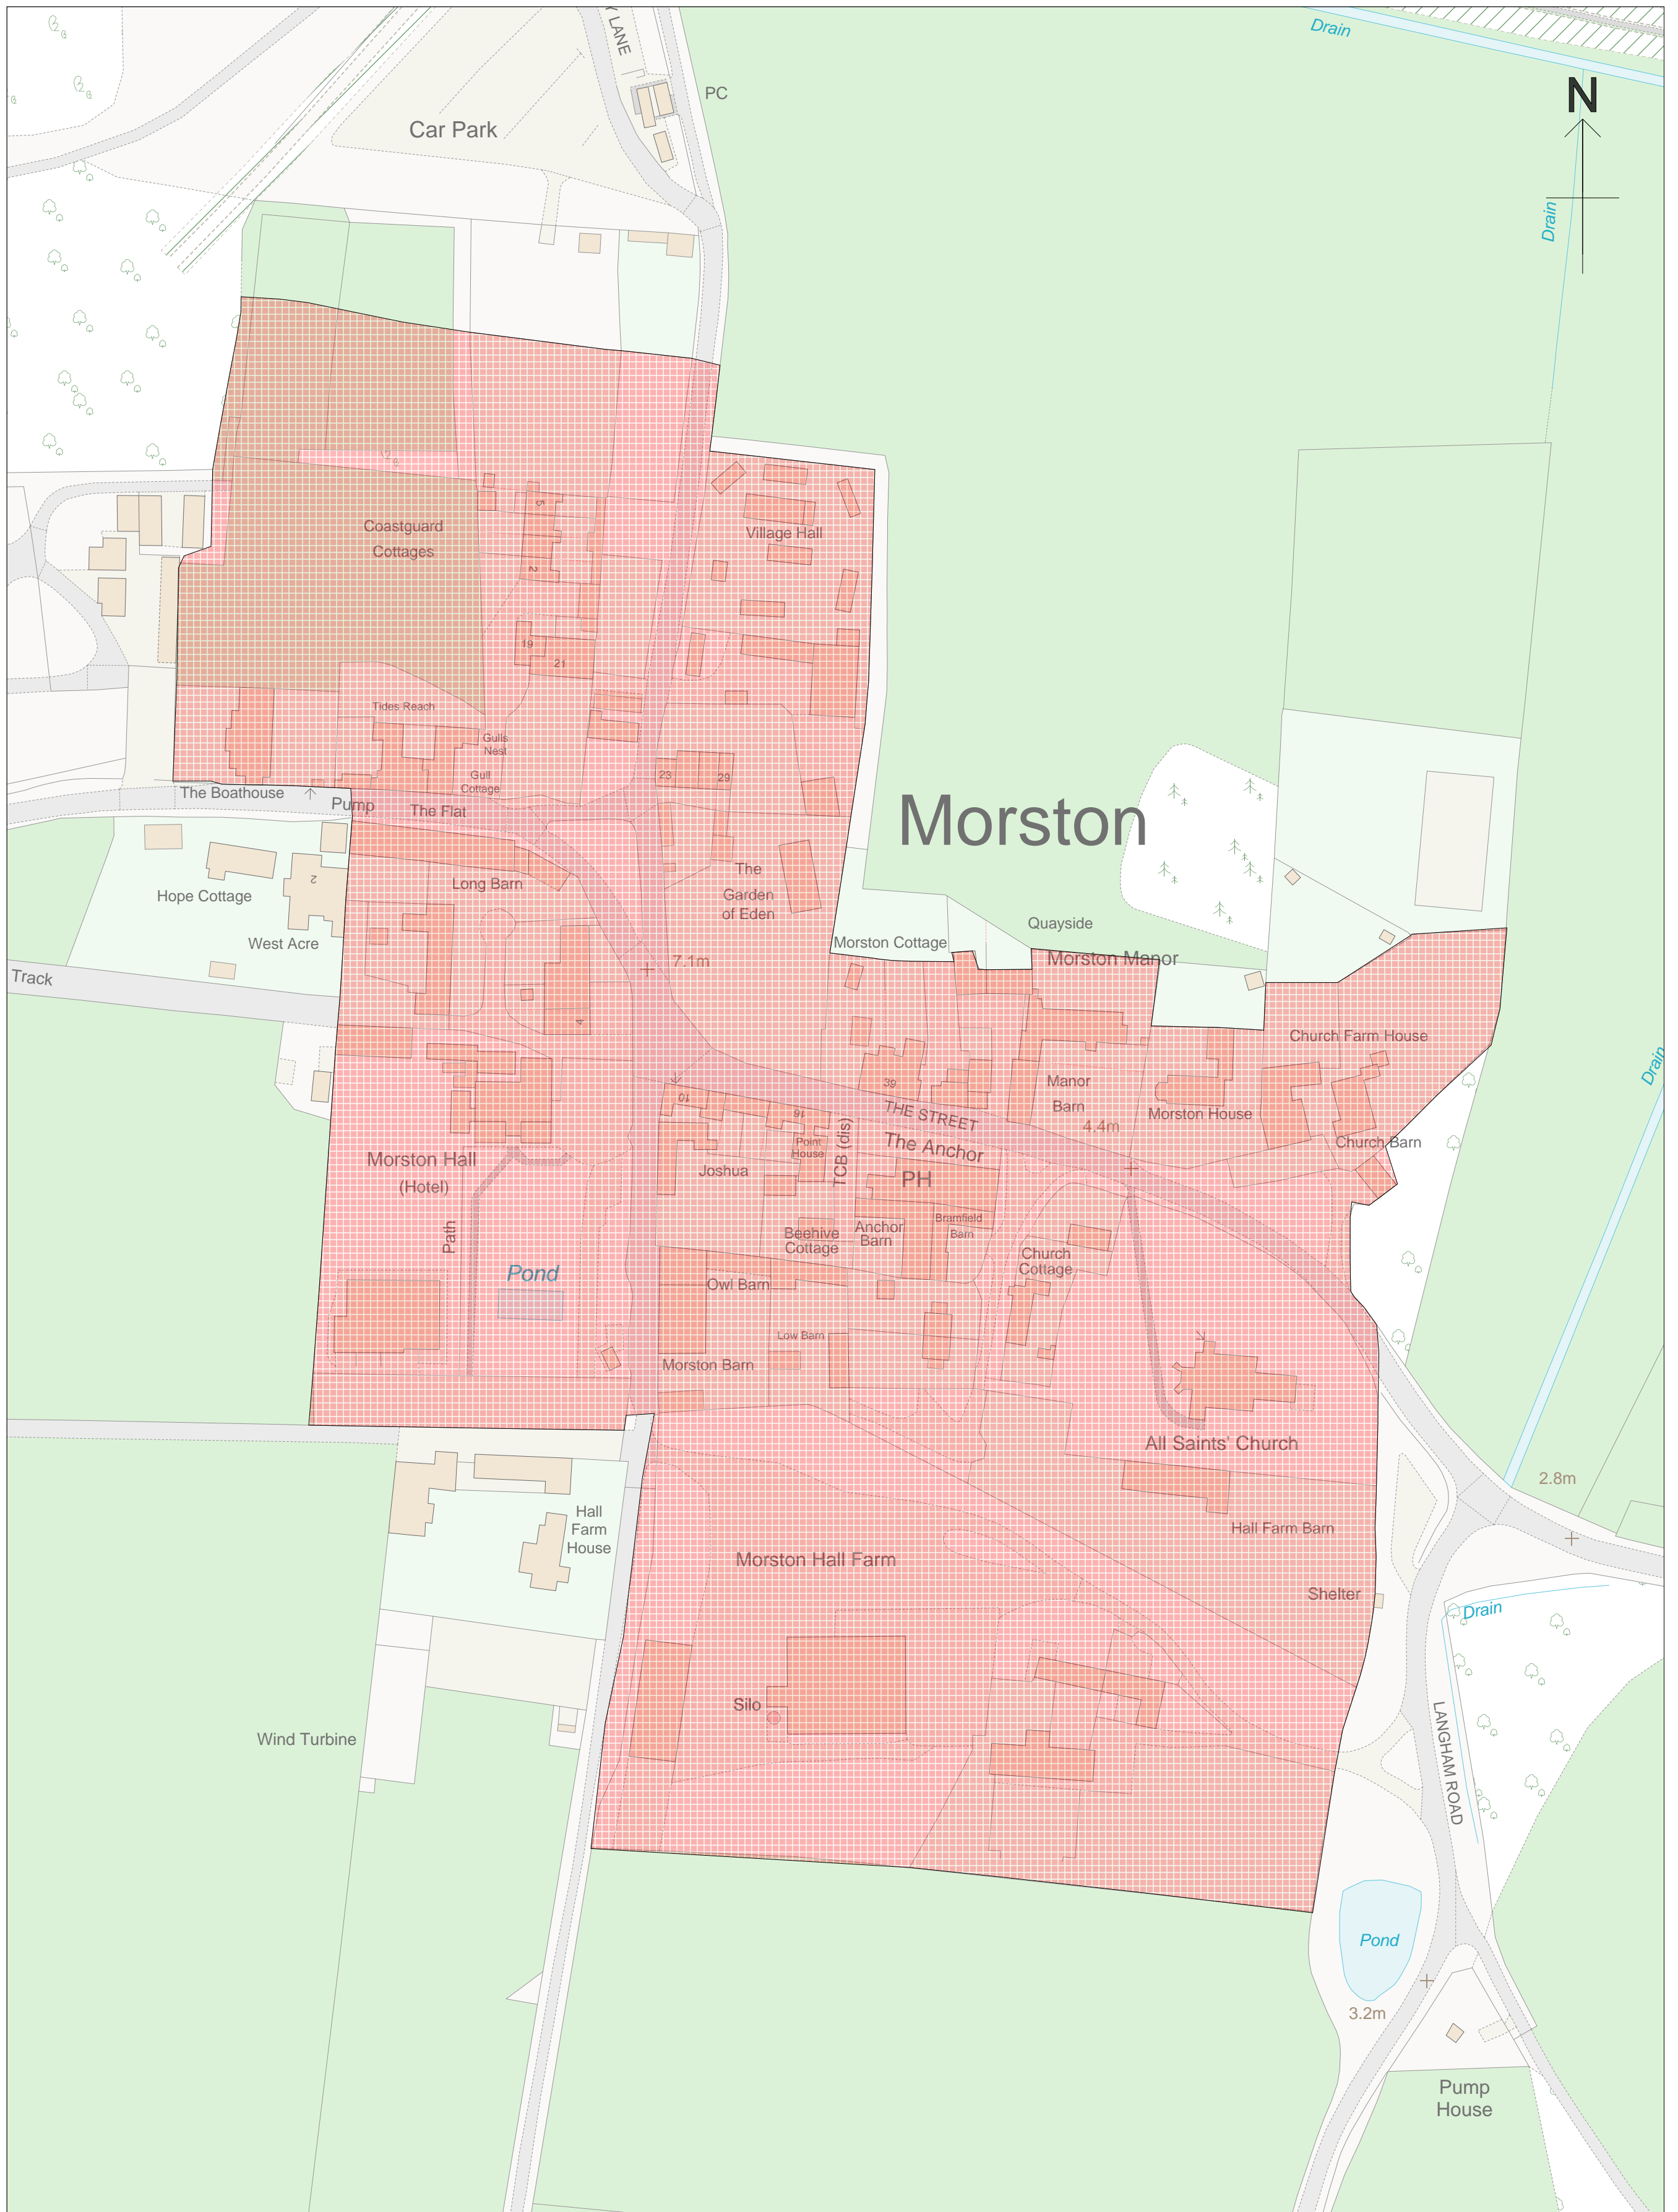 Drain
Y LANE
PC
N
Car Park
Drain
5
Coastguard
Cottages
Village Hall
2
19
21
Tides Reach
Gulls
Nest
23
29
Gull
Cottage
The Boathouse
Pump
The Flat
Morston
The
Garden
of Eden
Long Barn
2
Hope Cottage
West Acre
Quayside
Morston Cottage
Morston Manor
7.1m
Track
4
Church Farm House
Drain
39
Manor
Barn
10
16
THE STREET
Morston House
4.4m
Church Barn
The Anchor
PH
Point
House
TCB (dis)
Morston Hall
(Hotel)
Joshua
Path
Beehive
Cottage
Anchor
Barn
Bramfield
Barn
Church
Cottage
Pond
Owl Barn
Low Barn
Morston Barn
All Saints' Church
2.8m
Hall
Farm
House
Hall Farm Barn
Morston Hall Farm
Shelter
Drain
Silo
Wind Turbine
LANGHAM ROAD
Pond
3.2m
Pump
House